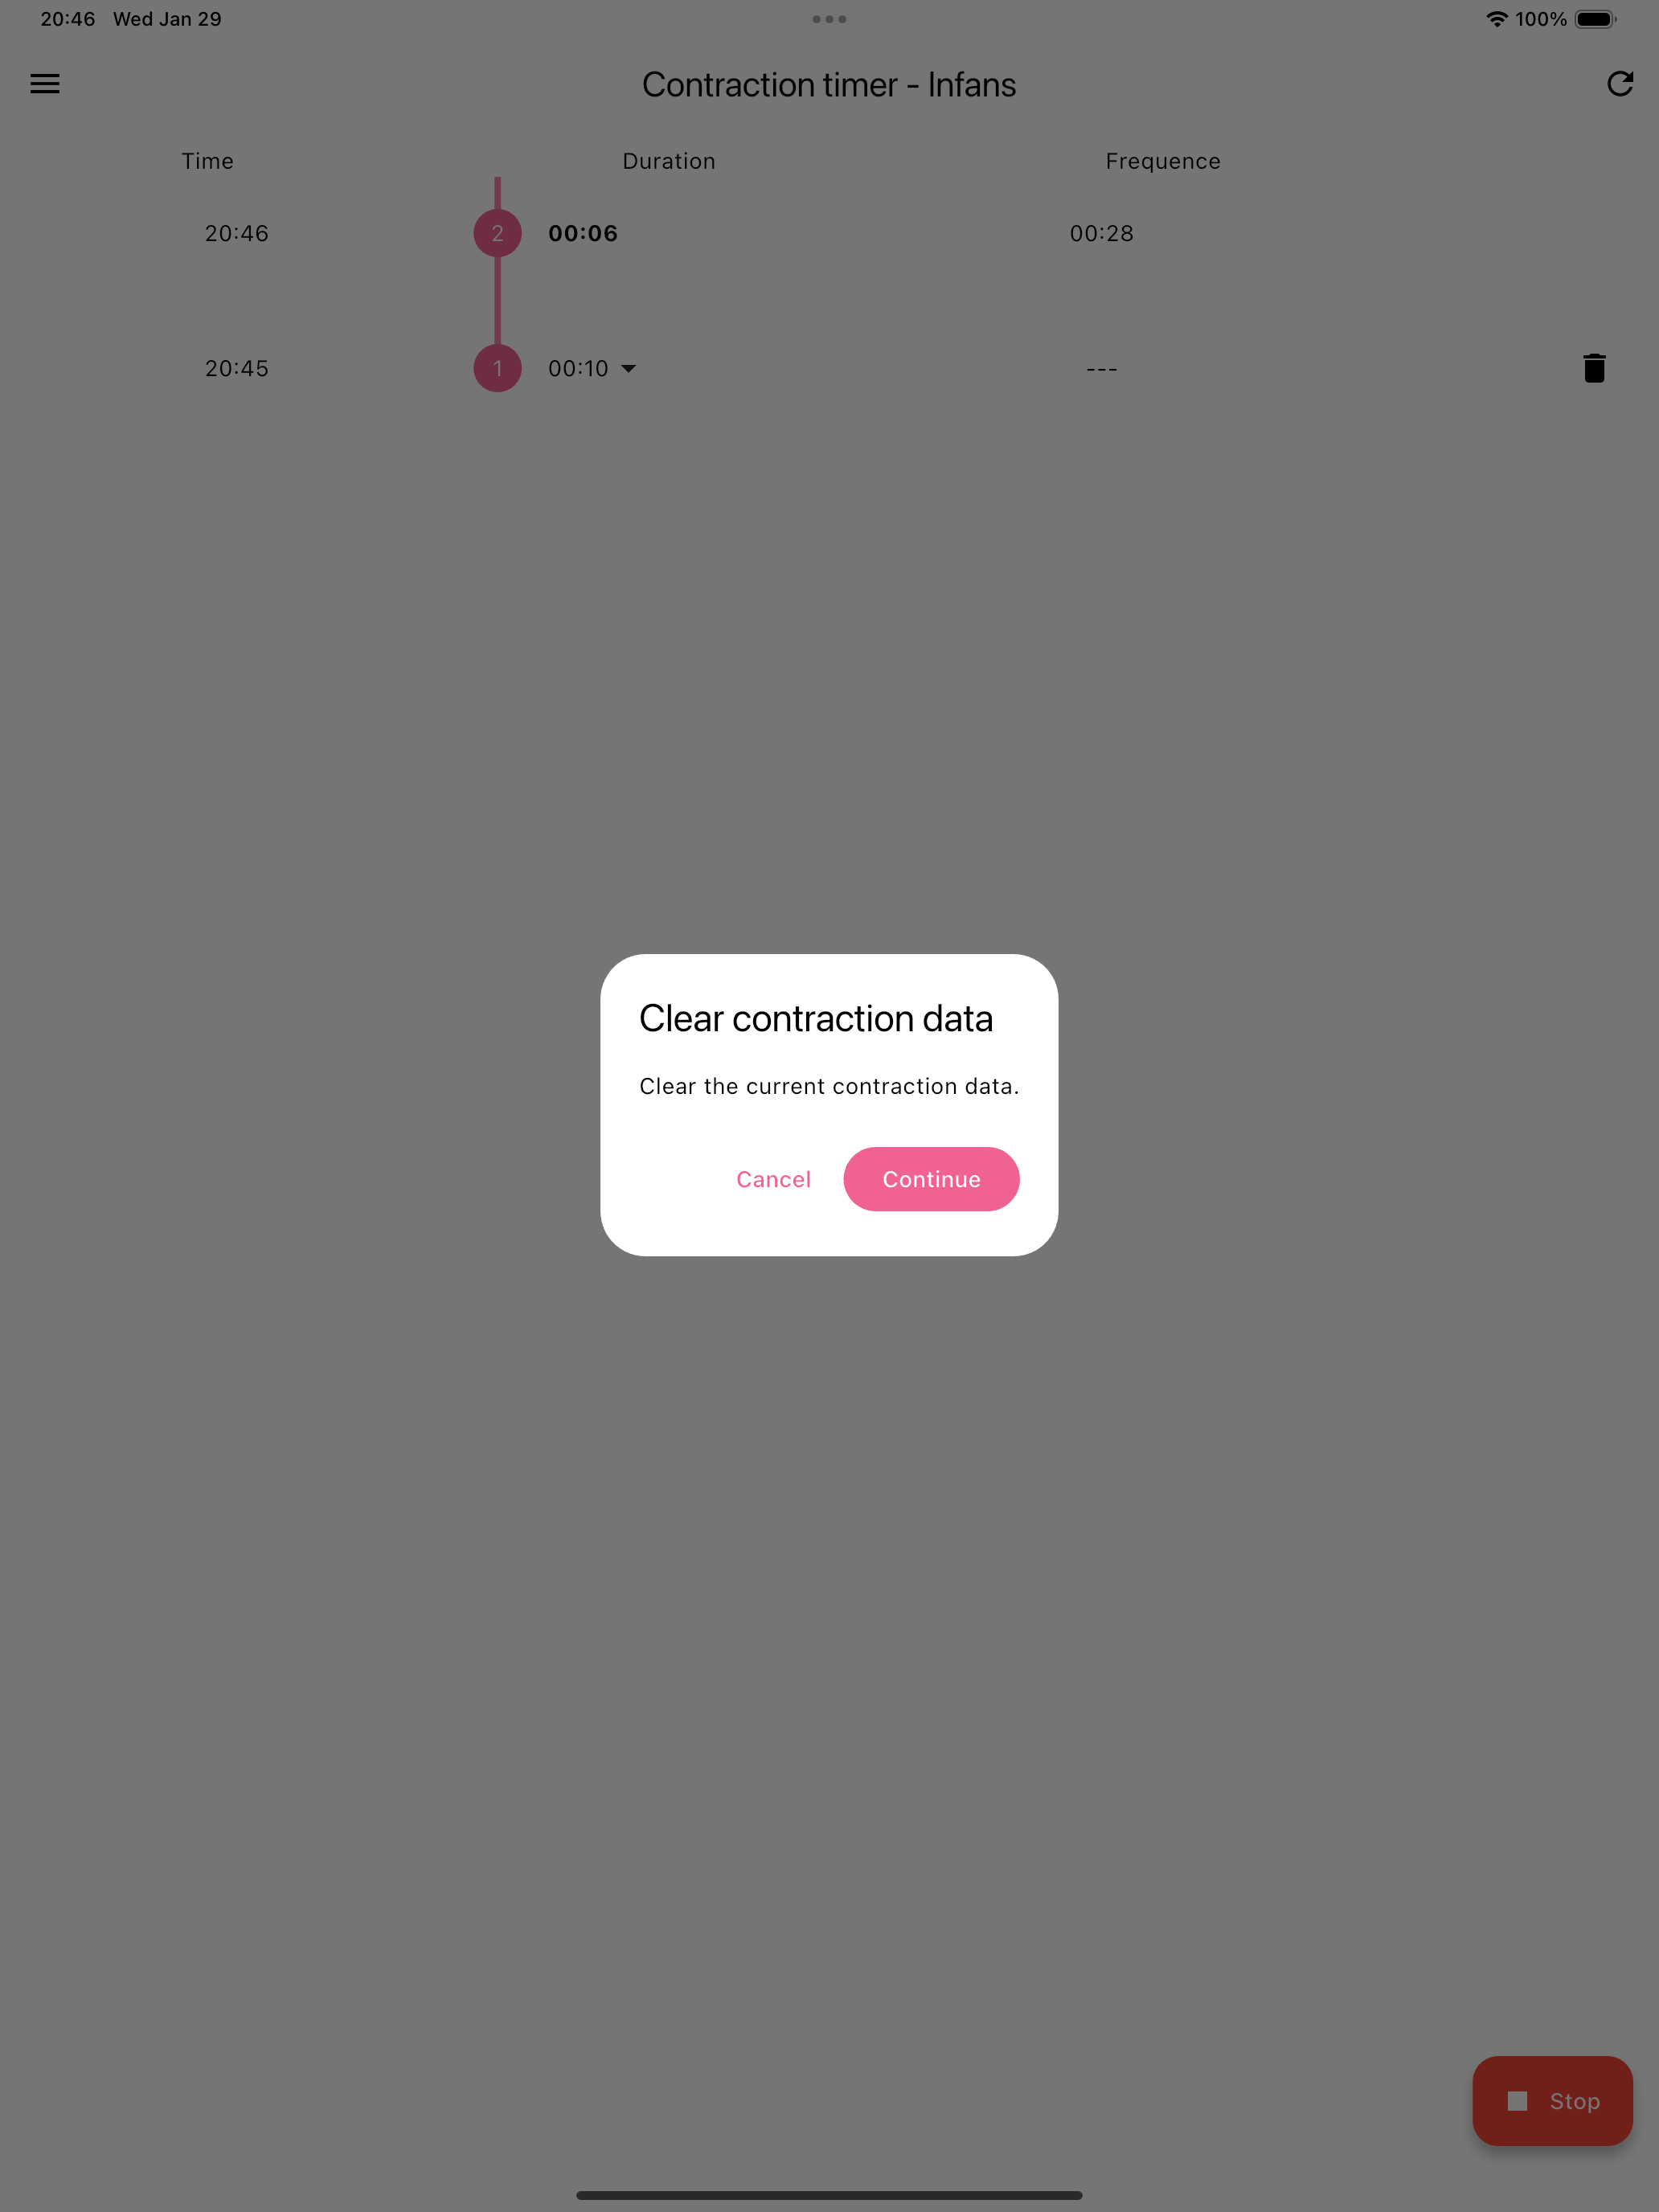 20:46 Wed Jan 29 100%
Contraction timer - Infans
Time Duration Frequence
20:46 2 00:06 00:28
20:45 1 00:10 ---
Clear contraction data
Clear the current contraction data.
Cancel Continue
Stop